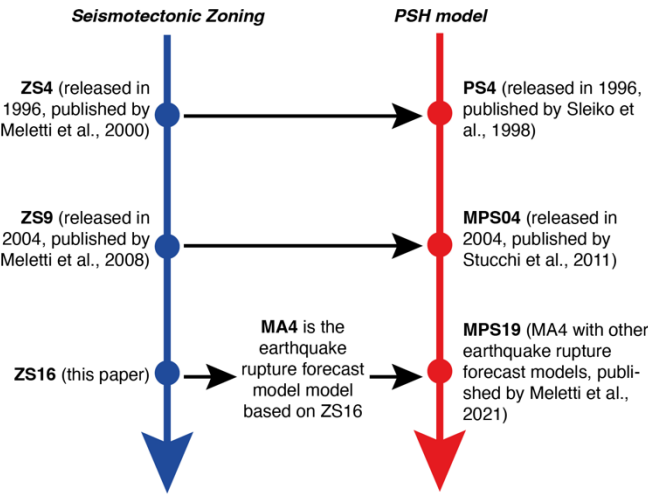 Seismotectonic Zoning
PSH model
ZS4 (released in
1996, published by
Meletti et al., 2000)
PS4 (released in 1996,
published by Sleiko et
al., 1998)
ZS9 (released in
2004, published by
Meletti et al., 2008)
MPS04 (released in
2004, published by
Stucchi et al., 2011)
ZS16 (this paper)
MA4 is the
earthquake
rupture forecast
model model
based on ZS16
MPS19 (MA4 with other
earthquake rupture
forecast models, publi-
shed by Meletti et al.,
2021)